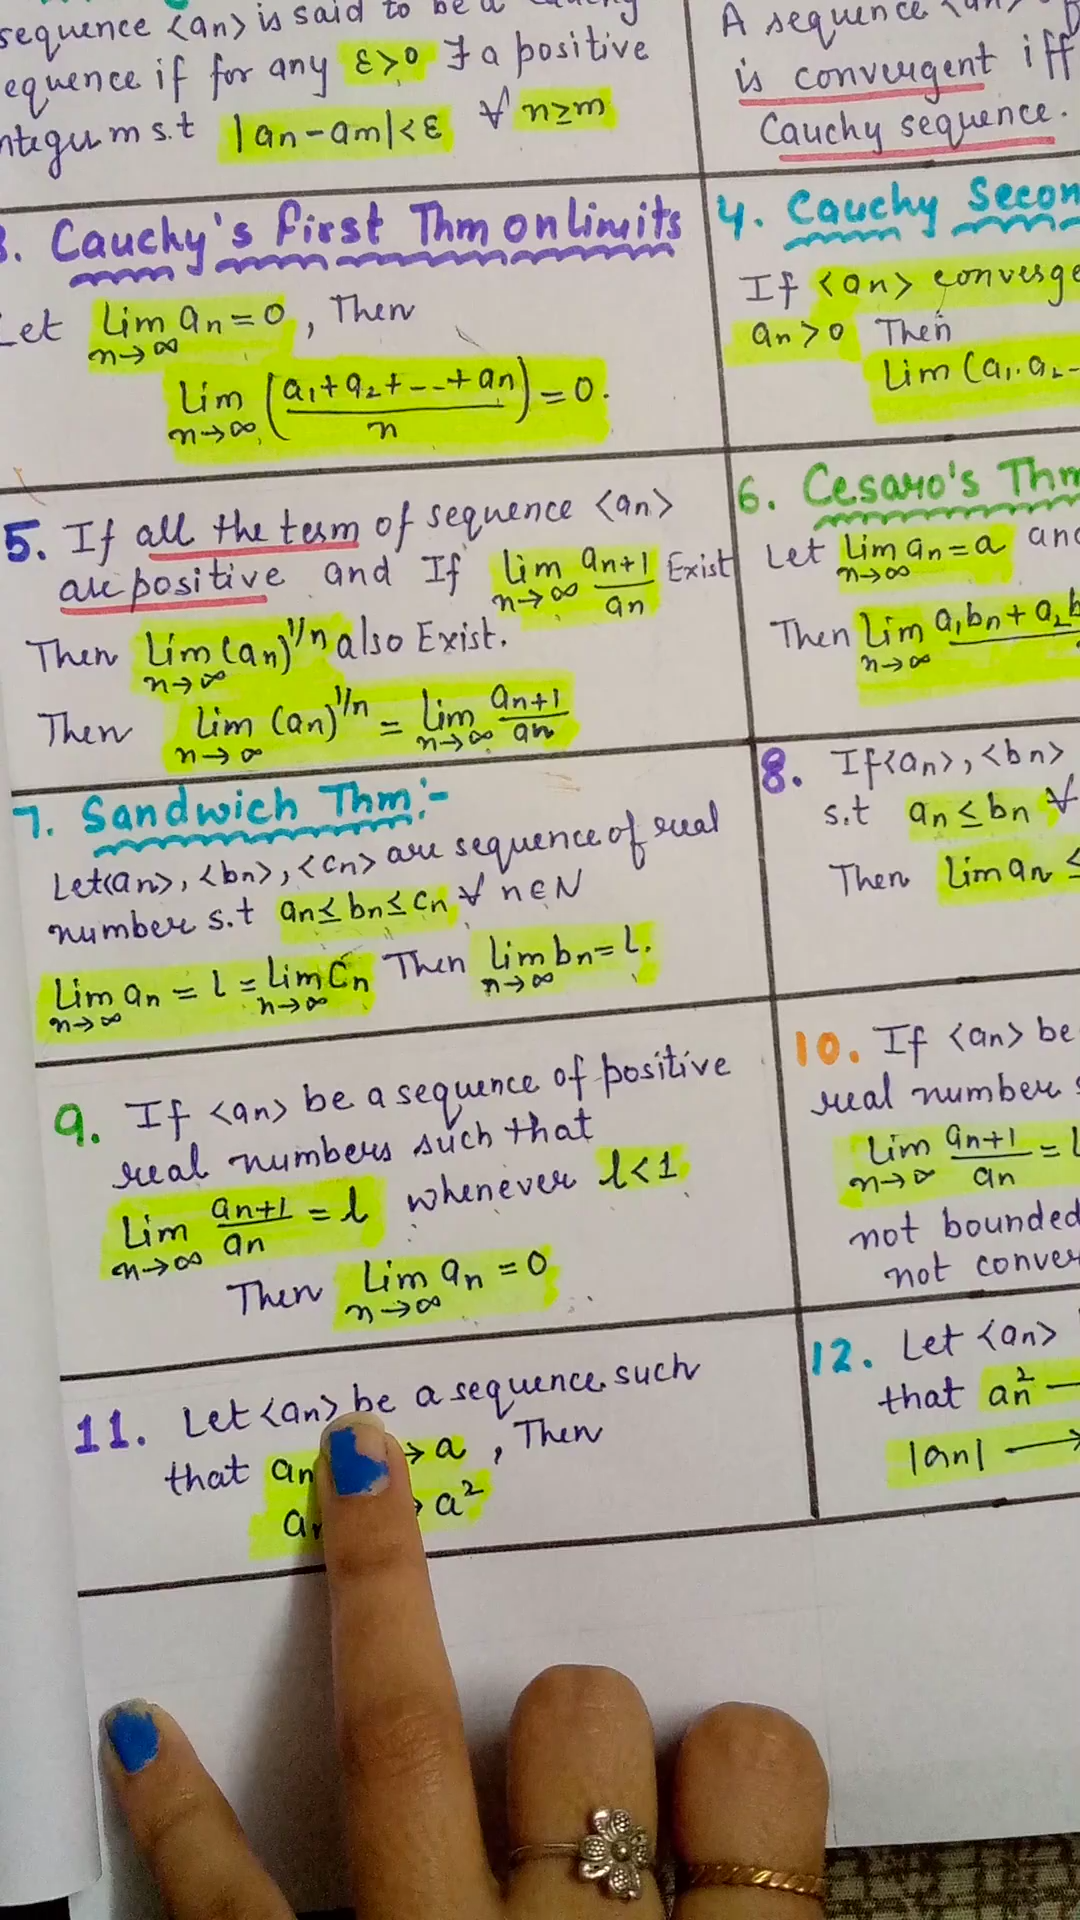 sequence <an> is said to be a
sequence if for any ε>0 ∃ a positive
integer m s.t |an-am|<ε ∀ n≥m
A sequence <an>
is convergent iff
Cauchy sequence.
3. Cauchy's First Thm on limits
Let Lim n→∞ an=0, Then
Lim n→∞ (a1+a2+---+an / n) = 0.
4. Cauchy Secon
If <an> converge
an>0 Then
Lim (a1.a2-
5. If all the term of sequence <an>
are positive and If Lim n→∞ an+1/an Exist
Then Lim n→∞ (an)^1/n also Exist.
Then Lim n→∞ (an)^1/n = Lim n→∞ an+1/an
6. Cesaro's Thm
Let Lim n→∞ an=a and
Then Lim n→∞ a1bn+a2b
7. Sandwich Thm:-
Let<an>, <bn>, <cn> are sequence of real
number s.t an≤bn≤cn ∀ n∈N
Lim n→∞ an = l = Lim n→∞ Cn Then Lim n→∞ bn=l.
8. If<an>, <bn>
s.t an≤bn ∀
Then Lim an ≤
9. If <an> be a sequence of positive
real numbers such that
Lim n→∞ an+1/an = l whenever l<1
Then Lim n→∞ an = 0
10. If <an> be
real number
Lim n→∞ an+1/an = l
not bounded
not conver
11. Let <an> be a sequence such
that an → a, Then
a → a²
12. Let <an>
that an² →
|an| →